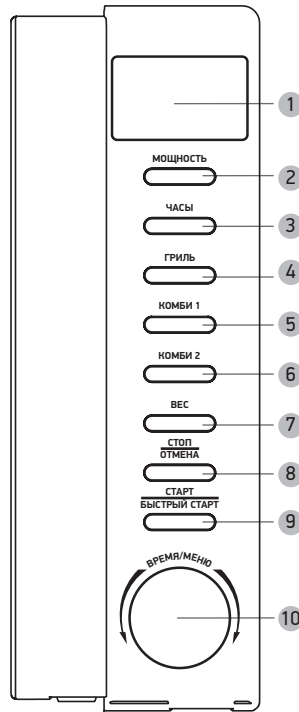 1
МОЩНОСТЬ
2
ЧАСЫ
3
ГРИЛЬ
4
КОМБИ 1
5
КОМБИ 2
6
ВЕС
7
СТОП
ОТМЕНА
8
СТАРТ
БЫСТРЫЙ СТАРТ
9
ВРЕМЯ/МЕНЮ
10